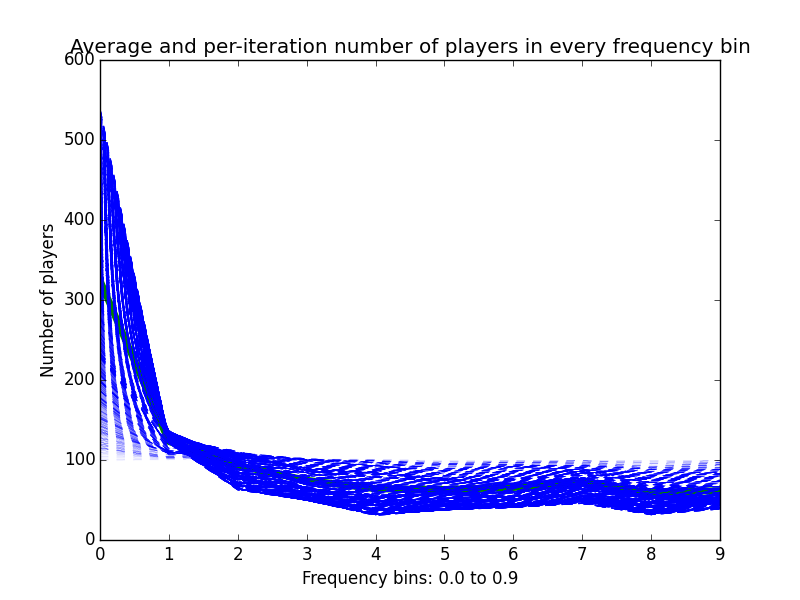 Average and per-iteration number of players in every frequency bin
600
500
400
300
200
100
0
Number of players
0 1 2 3 4 5 6 7 8 9
Frequency bins: 0.0 to 0.9